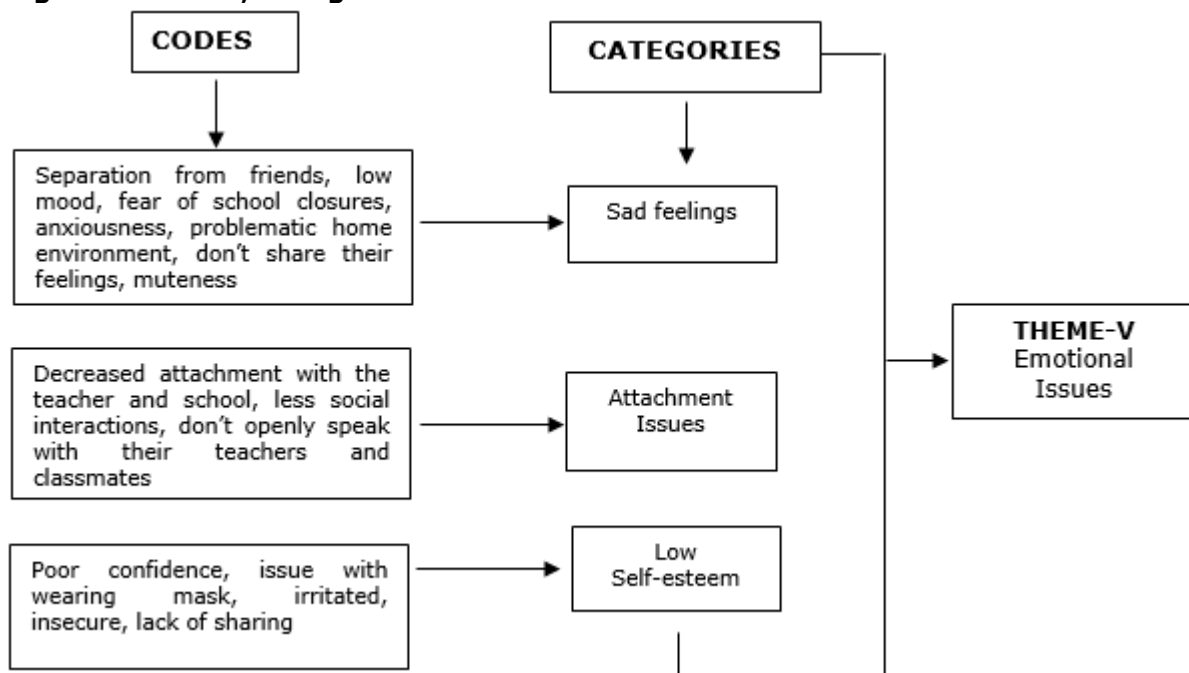 CODES
CATEGORIES
Separation from friends, low
mood, fear of school closures,
anxiousness, problematic home
environment, don't share their
feelings, muteness
Sad feelings
Decreased attachment with the
teacher and school, less social
interactions, don't openly speak
with their teachers and
classmates
Attachment
Issues
THEME-V
Emotional
Issues
Poor confidence, issue with
wearing mask, irritated,
insecure, lack of sharing
Low
Self-esteem